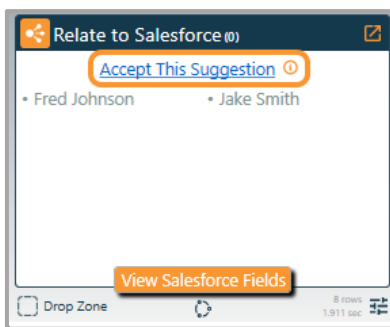 Relate to Salesforce (0)
Accept This Suggestion
• Fred Johnson • Jake Smith
View Salesforce Fields
Drop Zone
8 rows
1.911 sec